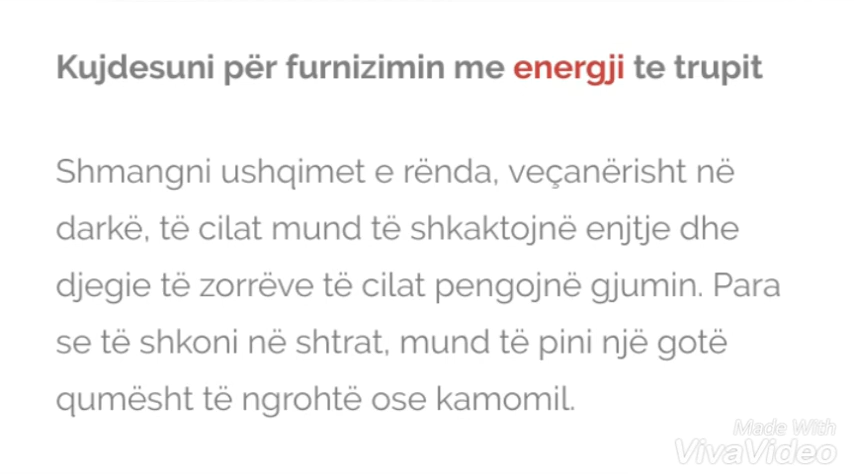 Kujdesuni për furnizimin me energji te trupit
Shmangni ushqimet e rënda, veçanërisht në
darkë, të cilat mund të shkaktojnë enjtje dhe
djegie të zorrëve të cilat pengojnë gjumin. Para
se të shkoni në shtrat, mund të pini një gotë
qumësht të ngrohtë ose kamomil.
Made With
VivaVideo